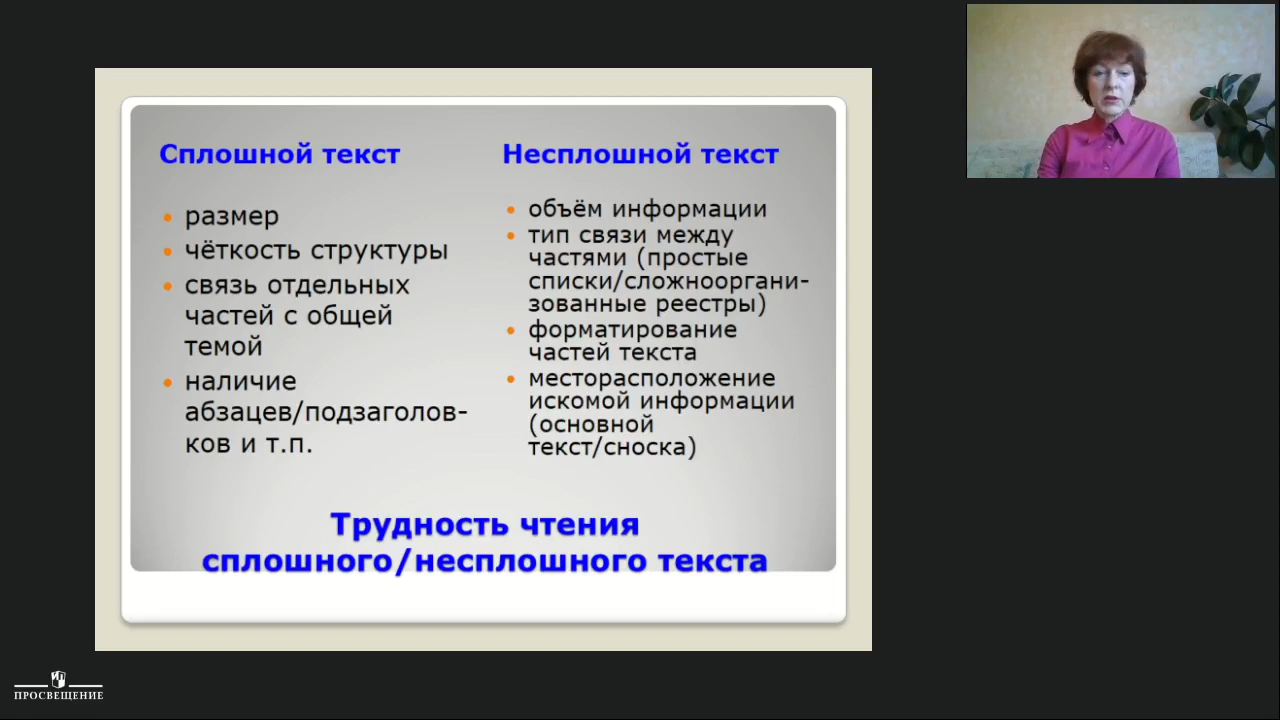 Сплошной текст
размер
чёткость структуры
связь отдельных
частей с общей
темой
наличие
абзацев/подзаголов-
ков и т.п.
Несплошной текст
объём информации
тип связи между
частями (простые
списки/сложнооргани-
зованные реестры)
форматирование
частей текста
месторасположение
искомой информации
(основной
текст/сноска)
Трудность чтения
сплошного/несплошного текста
ПРОСВЕЩЕНИЕ